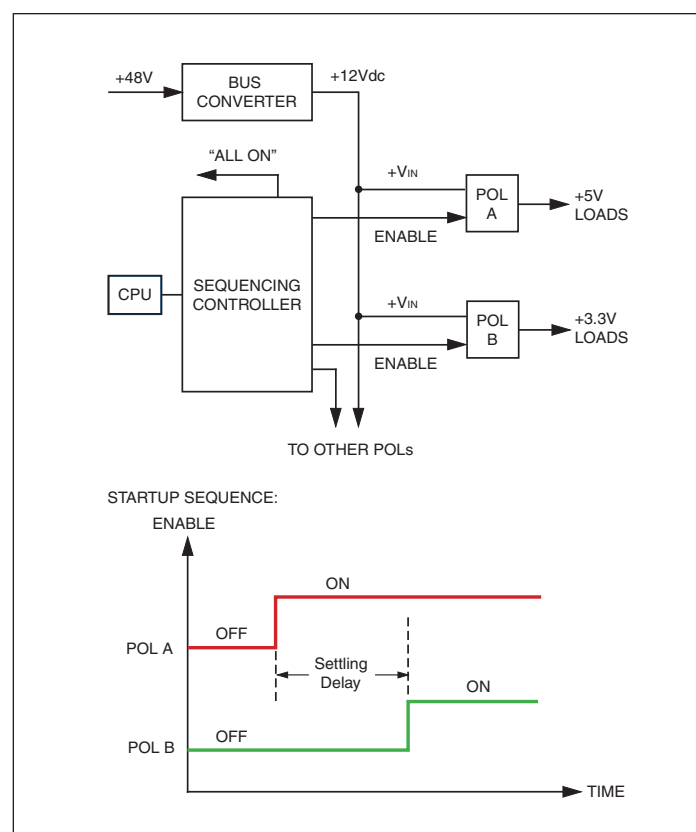 +48V
BUS
CONVERTER
+12Vdc
“ALL ON”
+VIN
POL
A
+5V
LOADS
ENABLE
CPU
SEQUENCING
CONTROLLER
+VIN
POL
B
+3.3V
LOADS
ENABLE
TO OTHER POLs
STARTUP SEQUENCE:
ENABLE
ON
OFF
POL A
Settling
Delay
ON
OFF
POL B
TIME